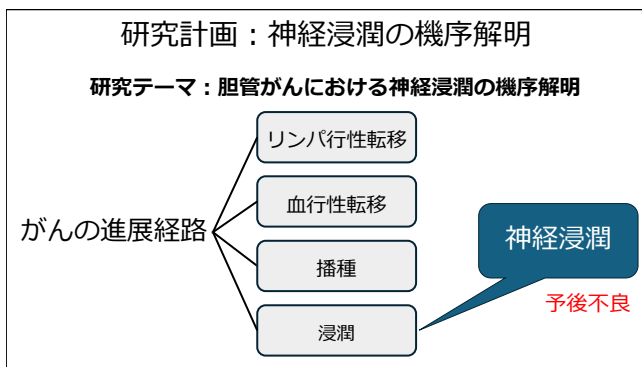 研究計画：神経浸潤の機序解明
研究テーマ：胆管がんにおける神経浸潤の機序解明
リンパ行性転移
血行性転移
がんの進展経路
神経浸潤
播種
予後不良
浸潤